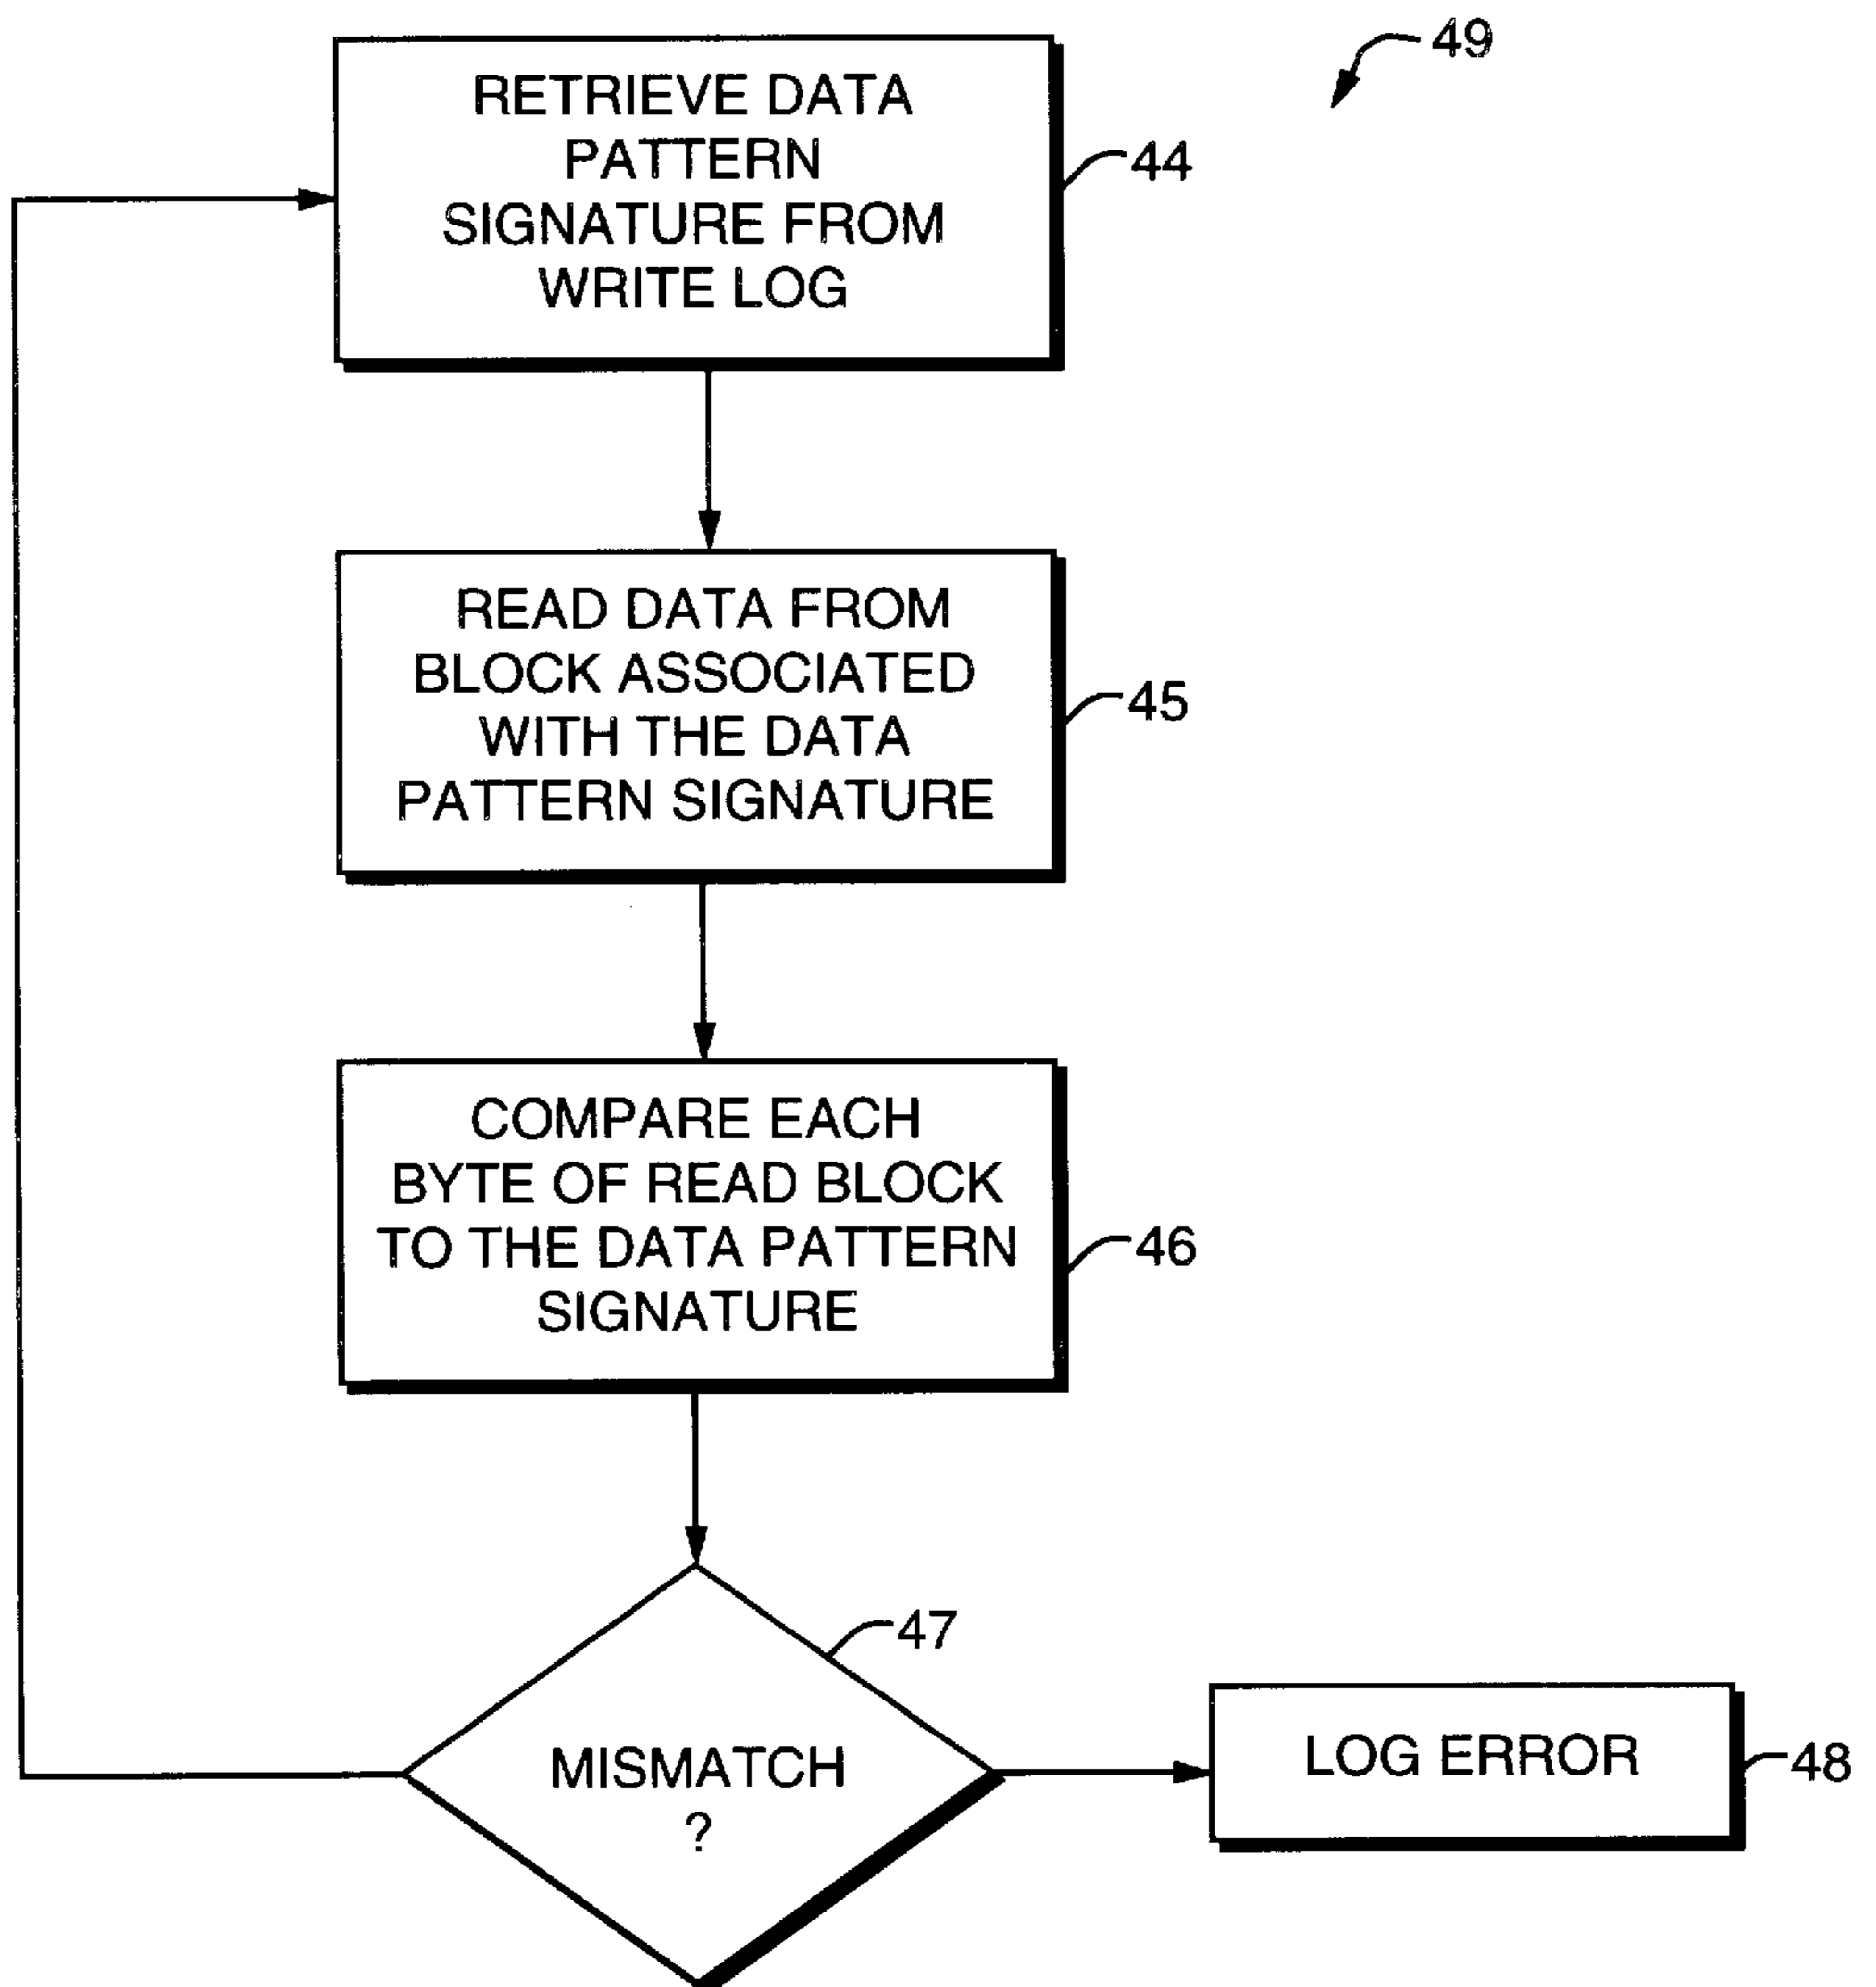 49
RETRIEVE DATA
PATTERN
SIGNATURE FROM
WRITE LOG
44
READ DATA FROM
BLOCK ASSOCIATED
WITH THE DATA
PATTERN SIGNATURE
45
COMPARE EACH
BYTE OF READ BLOCK
TO THE DATA PATTERN
SIGNATURE
46
47
MISMATCH
?
LOG ERROR
48